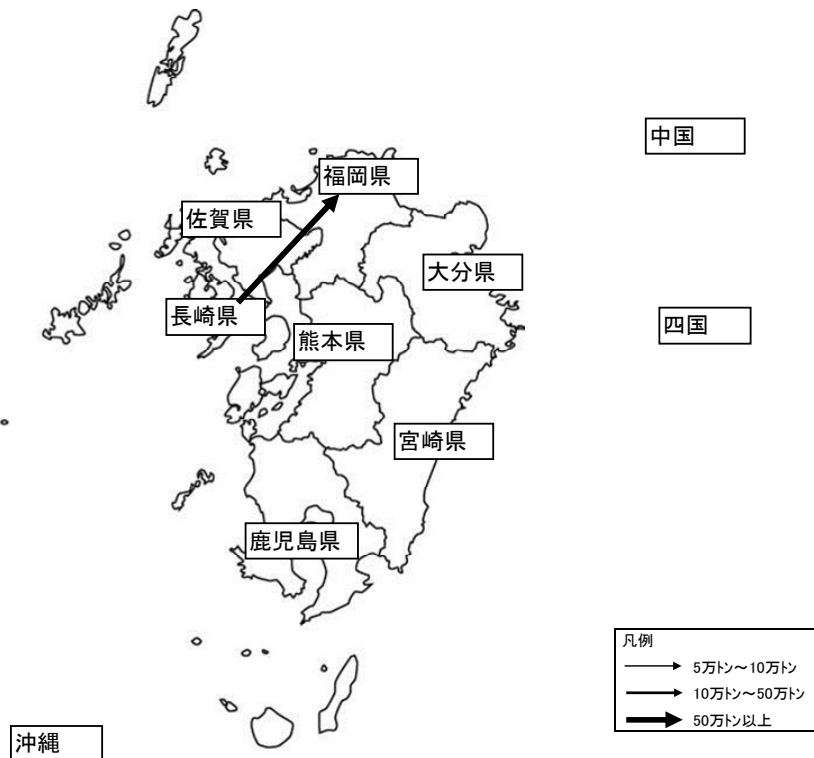 中国
福岡県
佐賀県
大分県
長崎県
四国
熊本県
宮崎県
鹿児島県
凡例
5万トン～10万トン
10万トン～50万トン
50万トン以上
沖縄